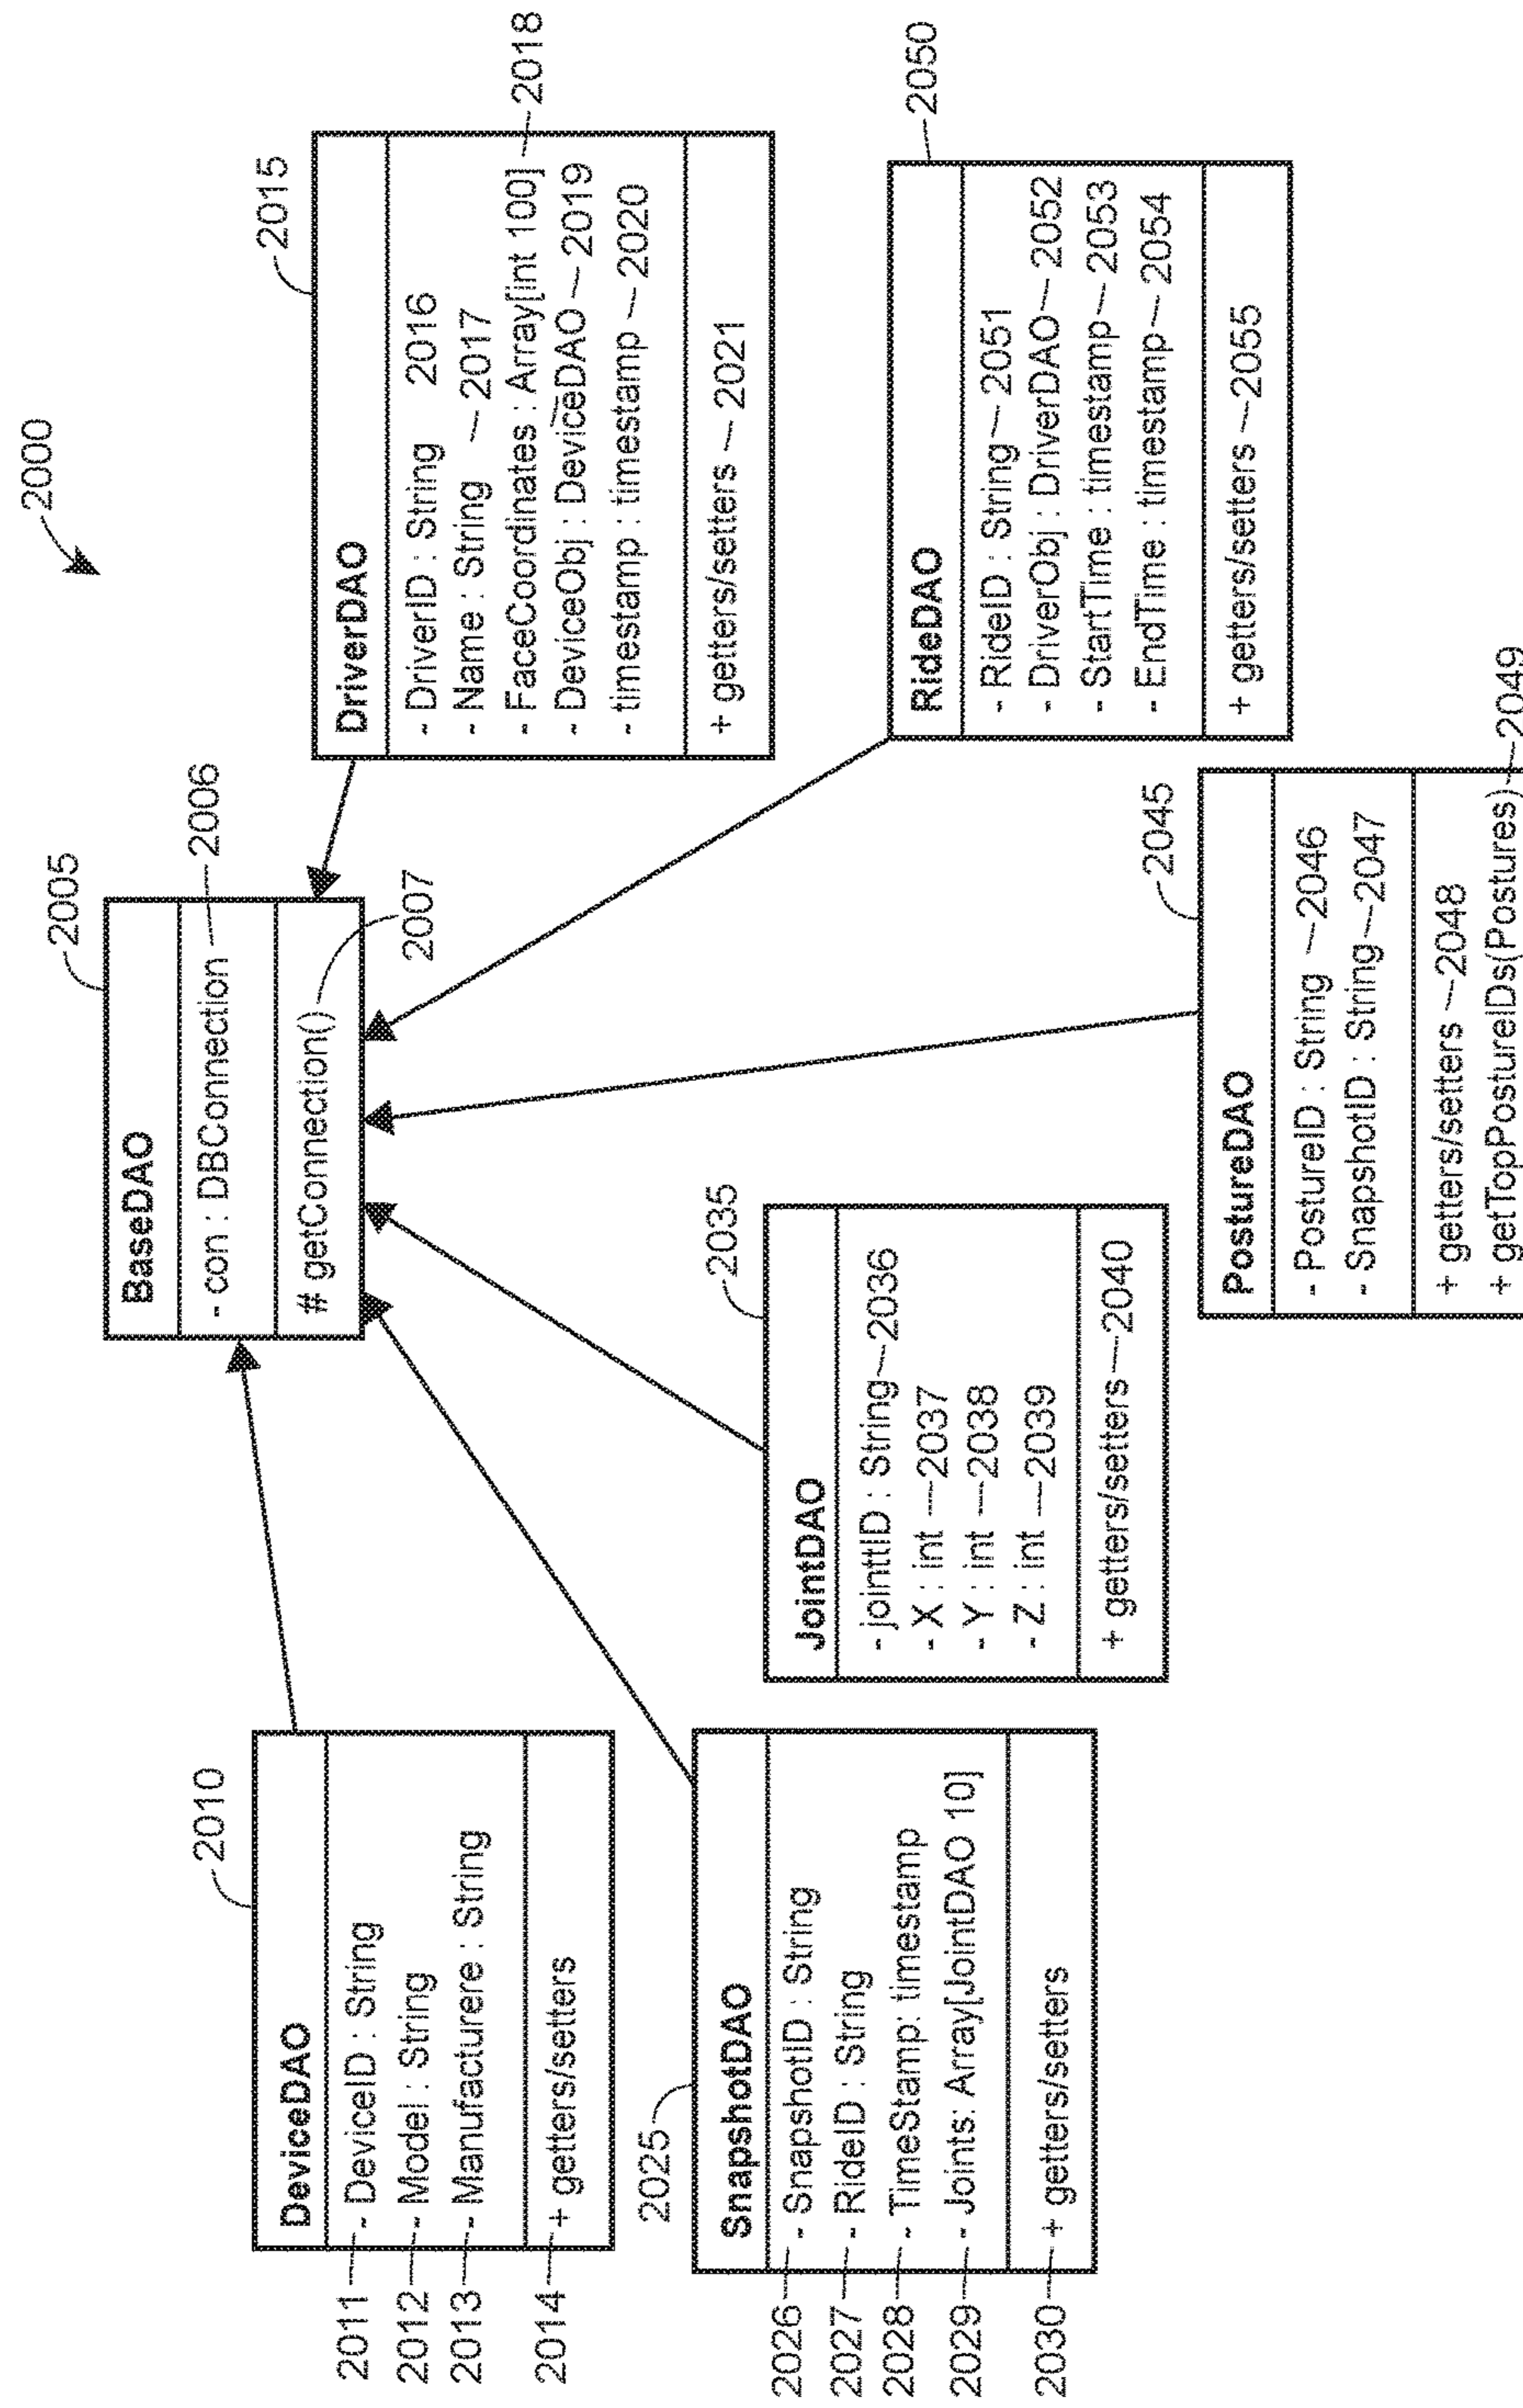 2000
2005
BaseDAO
- con : DBConnection 2006
# getConnection()
2007
2010
DeviceDAO
2011 - DeviceID : String
2012 - Model : String
2013 - Manufacturere : String
2014 + getters/setters
2015
DriverDAO
- DriverID : String 2016
- Name : String 2017
- FaceCoordinates : Array[int 100] 2018
- DeviceObj : DeviceDAO 2019
- timestamp : timestamp 2020
+ getters/setters 2021
2025
SnapshotDAO
2026 - SnapshotID : String
2027 - RideID : String
2028 - TimeStamp: timestamp
2029 - Joints: Array[JointDAO 10]
2030 + getters/setters
2035
JointDAO
- jointtID : String 2036
- X : int 2037
- Y : int 2038
- Z : int 2039
+ getters/setters 2040
2045
PostureDAO
- PostureID : String 2046
- SnapshotID : String 2047
+ getters/setters 2048
+ getTopPostureIDs(Postures) 2049
2050
RideDAO
- RideID : String 2051
- DriverObj : DriverDAO 2052
- StartTime : timestamp 2053
- EndTime : timestamp 2054
+ getters/setters 2055